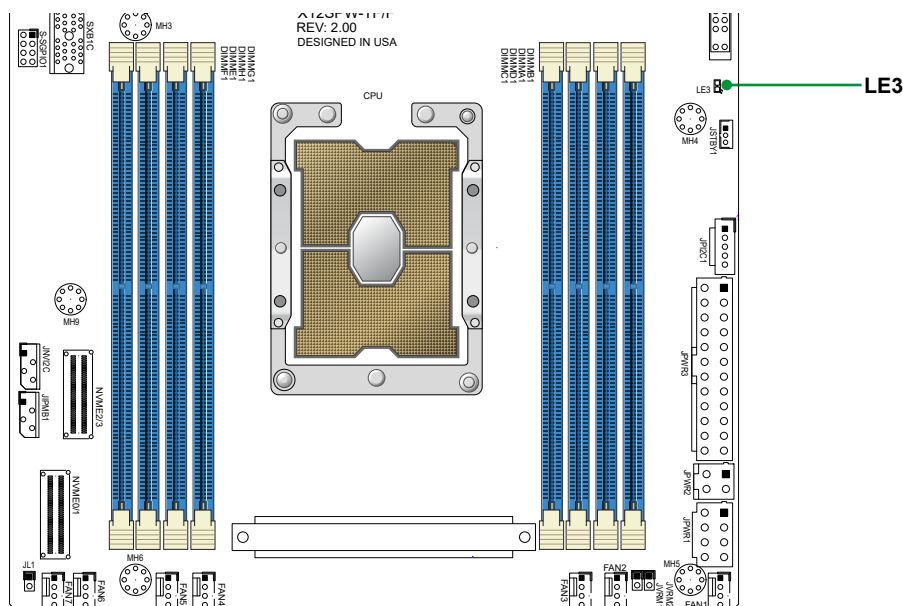 X12SPW-TF/F
REV: 2.00
DESIGNED IN USA
S-SGPIO1
SXB1C
MH3
DIMMF1
DIMME1
DIMMH1
DIMMG1
DIMMC1
DIMMD1
DIMMA1
DIMMB1
CPU
LE3
LE3
MH4
JSTBY1
JPI2C1
MH9
JNVI2C
JIPMB1
NVME2/3
JPWR3
NVME0/1
JPWR2
JPWR1
JL1
MH6
MH5
FAN7
FAN6
FAN5
FAN4
FAN3
FAN2
FAN1